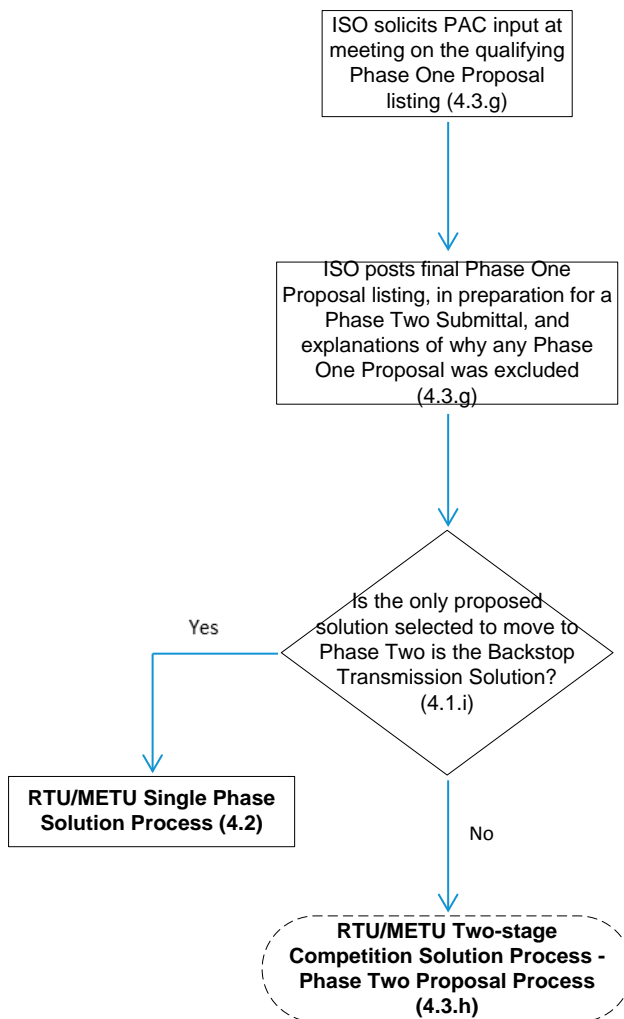 ISO solicits PAC input at
meeting on the qualifying
Phase One Proposal
listing (4.3.g)
ISO posts final Phase One
Proposal listing, in preparation for a
Phase Two Submittal, and
explanations of why any Phase
One Proposal was excluded
(4.3.g)
Is the only proposed
solution selected to move to
Phase Two is the Backstop
Transmission Solution?
(4.1.i)
Yes
RTU/METU Single Phase
Solution Process (4.2)
No
RTU/METU Two-stage
Competition Solution Process -
Phase Two Proposal Process
(4.3.h)